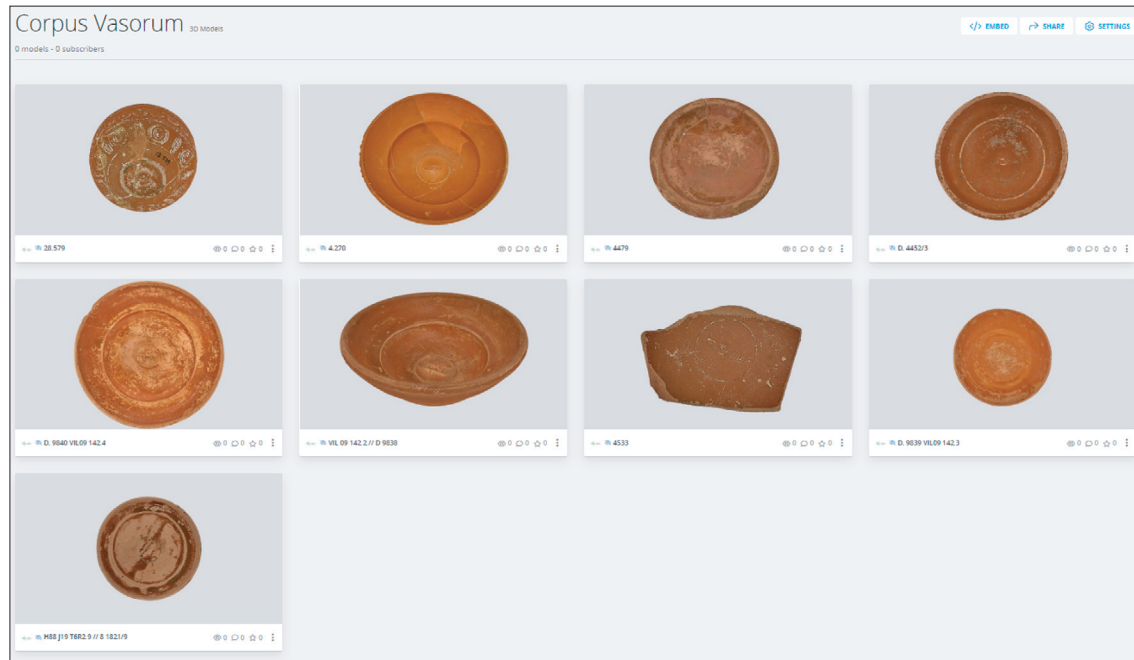 Corpus Vasorum 3D Models
</> EMBED SHARE SETTINGS
0 models - 0 subscribers
28.579 0 0 0
4.270 0 0 0
4479 0 0 0
D. 4452/3 0 0 0
D. 9840 VIL09 142.4 0 0 0
VIL 09 142 2 // D 9838 0 0 0
4533 0 0 0
D. 9839 VIL09 142.3 0 0 0
H88 J19 T6R2 9 // 8 1821/9 0 0 0